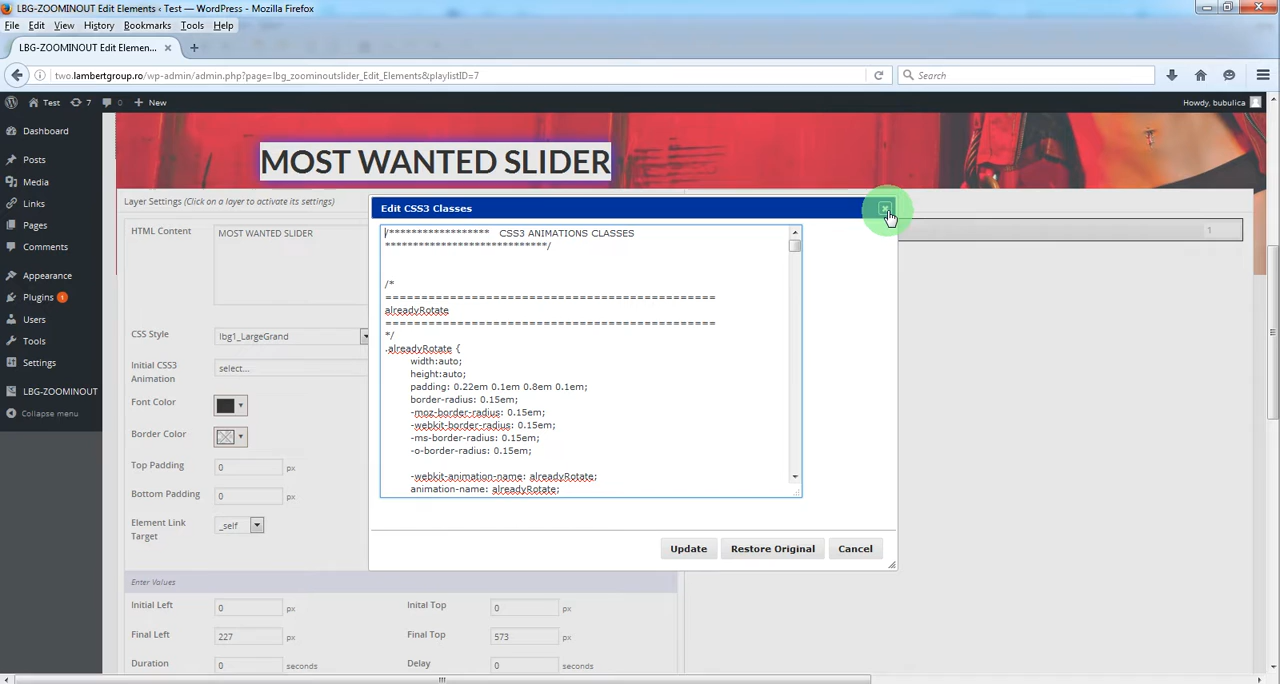 LBG-ZOOMINOUT Edit Elements ‹ Test — WordPress - Mozilla Firefox
File Edit View History Bookmarks Tools Help
LBG-ZOOMINOUT Edit Elemen...
two.lambertgroup.ro/wp-admin/admin.php?page=lbg_zoominoutslider_Edit_Elements&playlistID=7
Search
Test 7 0 + New
Howdy, bubulica
Dashboard
Posts
Media
Links
Pages
Comments
Appearance
Plugins 1
Users
Tools
Settings
LBG-ZOOMINOUT
Collapse menu
MOST WANTED SLIDER
Layer Settings (Click on a layer to activate its settings)
HTML Content
MOST WANTED SLIDER
CSS Style
lbg1_LargeGrand
Initial CSS3
Animation
select...
Font Color
Border Color
Top Padding 0 px
Bottom Padding 0 px
Element Link
Target
_self
Enter Values
Initial Left 0 px Inital Top 0 px
Final Left 227 px Final Top 573 px
Duration 0 seconds Delay 0 seconds
1
Edit CSS3 Classes
/****************** CSS3 ANIMATIONS CLASSES
*****************************/
/*
==============================================
alreadyRotate
==============================================
*/
.alreadyRotate {
width:auto;
height:auto;
padding: 0.22em 0.1em 0.8em 0.1em;
border-radius: 0.15em;
-moz-border-radius: 0.15em;
-webkit-border-radius: 0.15em;
-ms-border-radius: 0.15em;
-o-border-radius: 0.15em;
-webkit-animation-name: alreadyRotate;
animation-name: alreadyRotate;
Update Restore Original Cancel